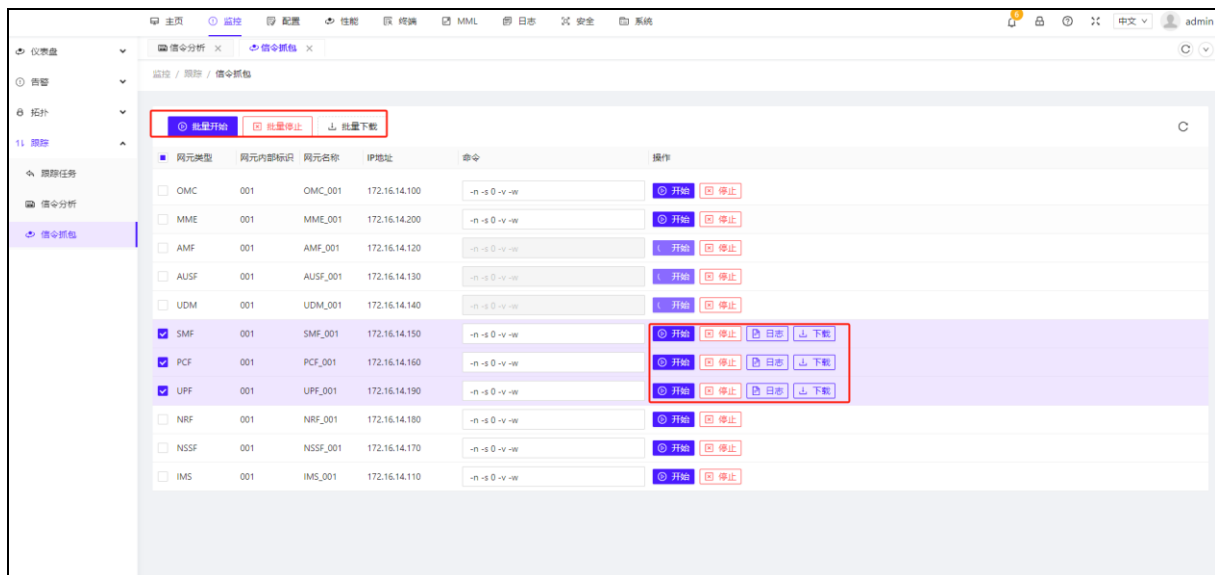 主页 监控 配置 性能 终端 MML 日志 安全 系统 6 中文 admin
仪表盘 信令分析 信令抓包
监控 / 跟踪 / 信令抓包
告警
拓扑
跟踪
跟踪任务
信令分析
信令抓包
批量开始 批量停止 批量下载
网元类型 网元内部标识 网元名称 IP地址 命令 操作
OMC 001 OMC_001 172.16.14.100 -n -s 0 -v -w 开始 停止
MME 001 MME_001 172.16.14.200 -n -s 0 -v -w 开始 停止
AMF 001 AMF_001 172.16.14.120 -n -s 0 -v -w 开始 停止
AUSF 001 AUSF_001 172.16.14.130 -n -s 0 -v -w 开始 停止
UDM 001 UDM_001 172.16.14.140 -n -s 0 -v -w 开始 停止
SMF 001 SMF_001 172.16.14.150 -n -s 0 -v -w 开始 停止 日志 下载
PCF 001 PCF_001 172.16.14.160 -n -s 0 -v -w 开始 停止 日志 下载
UPF 001 UPF_001 172.16.14.190 -n -s 0 -v -w 开始 停止 日志 下载
NRF 001 NRF_001 172.16.14.180 -n -s 0 -v -w 开始 停止
NSSF 001 NSSF_001 172.16.14.170 -n -s 0 -v -w 开始 停止
IMS 001 IMS_001 172.16.14.110 -n -s 0 -v -w 开始 停止